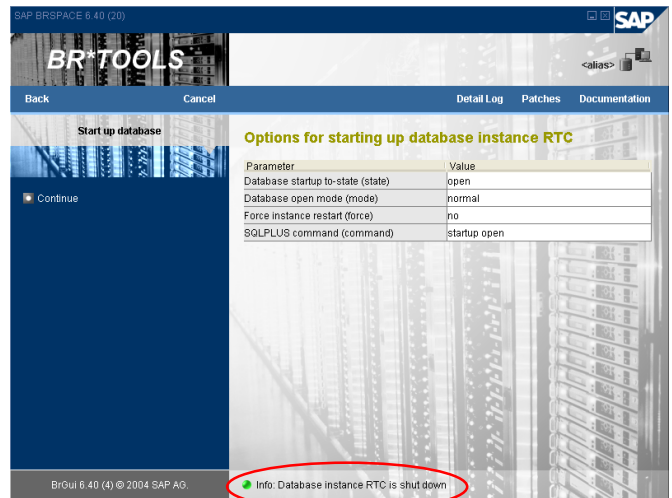 SAP BRSPACE 6.40 (20)
SAP
BR*TOOLS
<alias>
Back Cancel Detail Log Patches Documentation
Start up database
Options for starting up database instance RTC
Parameter Value
Database startup to-state (state) open
Database open mode (mode) normal
Force instance restart (force) no
SQLPLUS command (command) startup open
Continue
BrGui 6.40 (4) © 2004 SAP AG.
Info: Database instance RTC is shut down